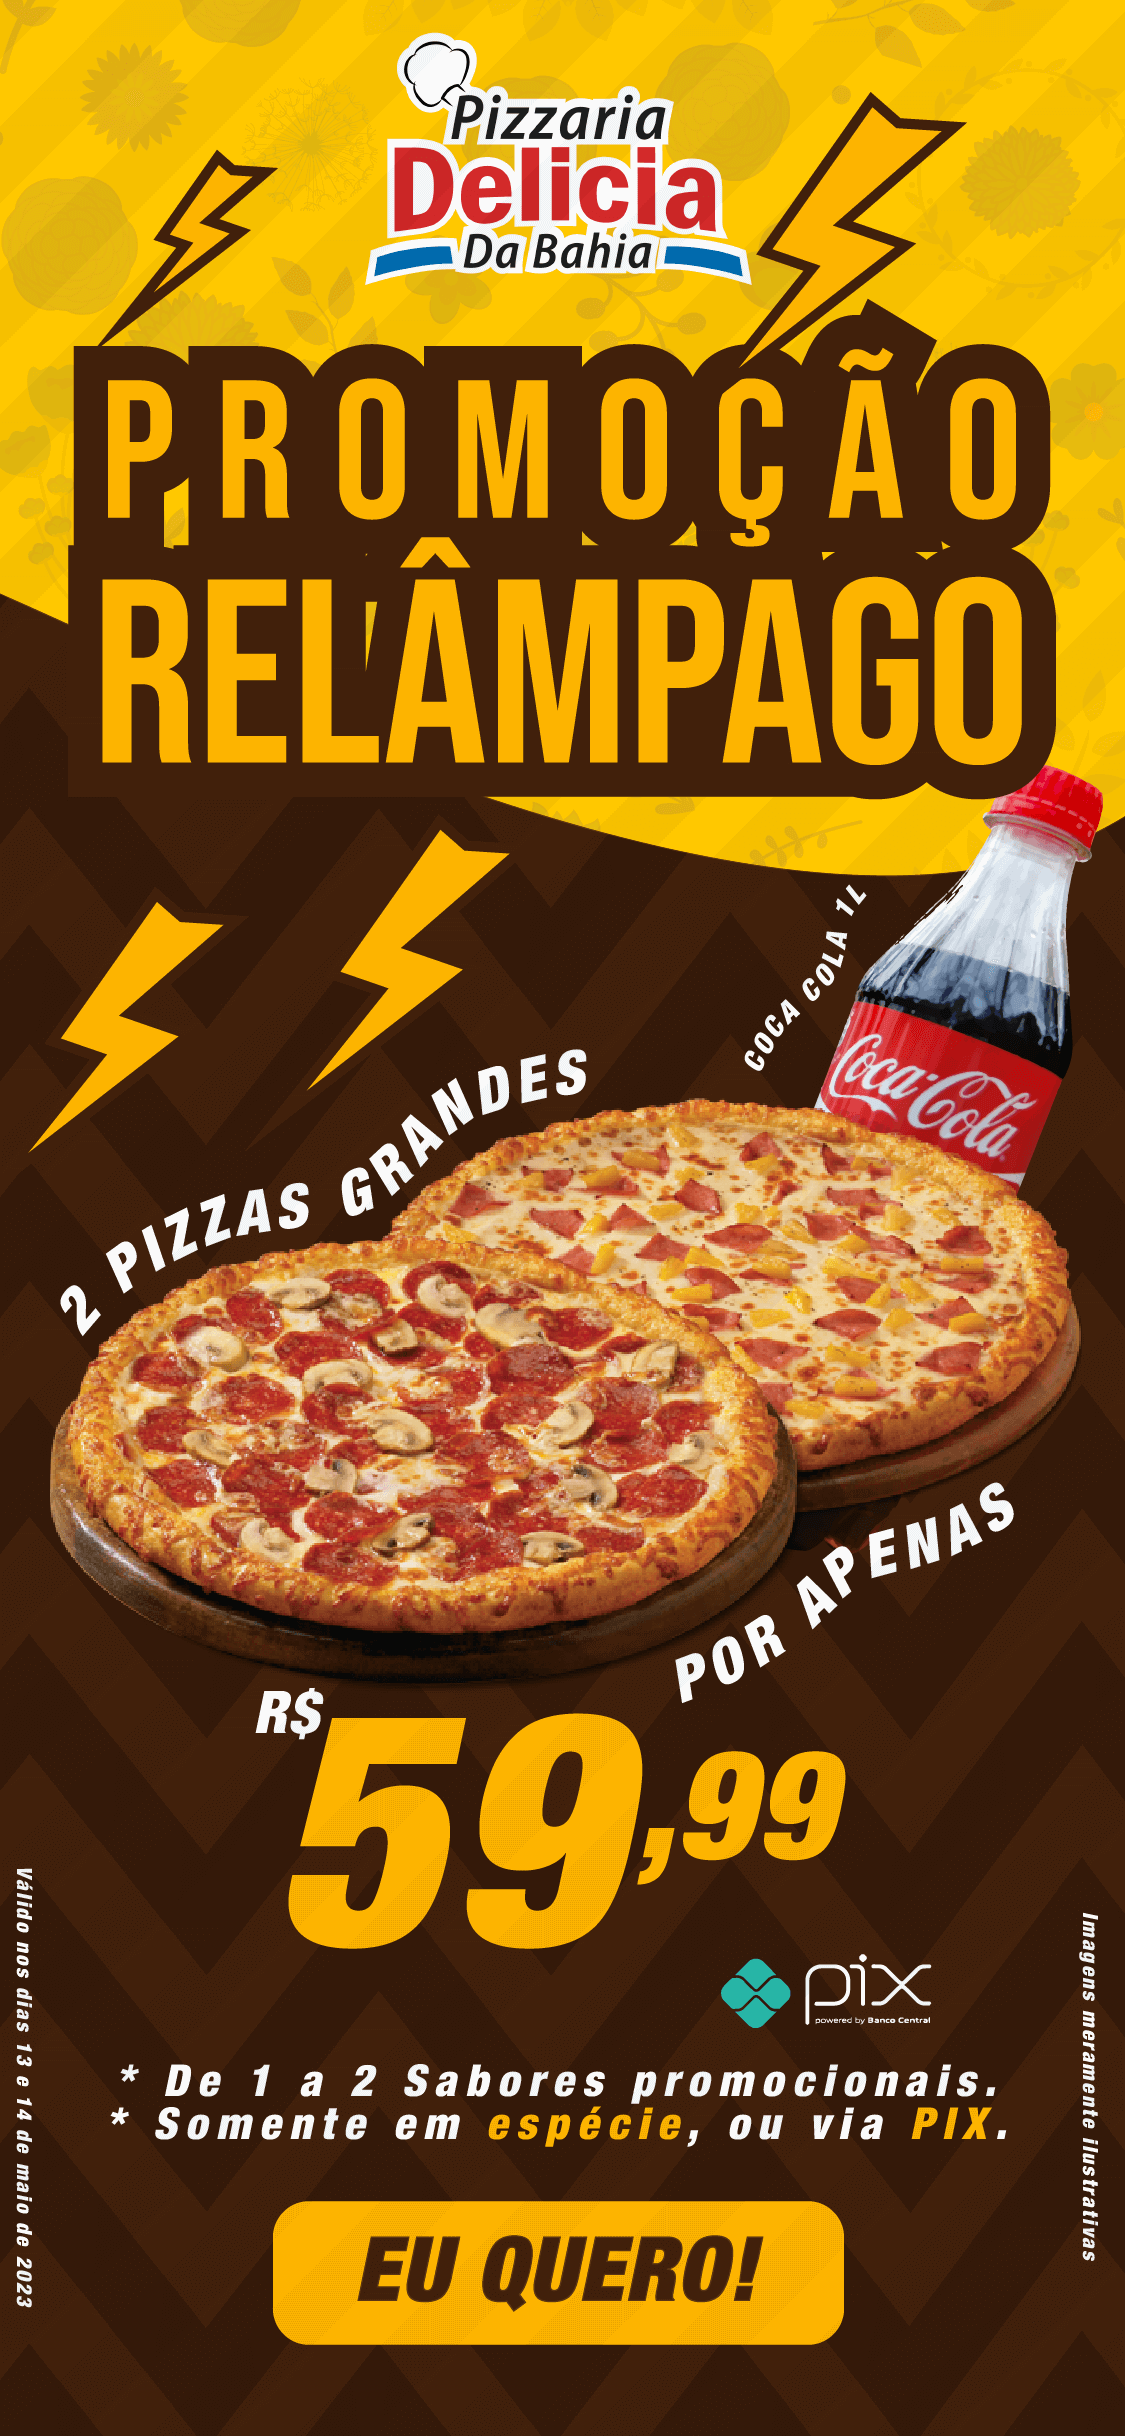 Pizzaria
Delicia
Da Bahia
PROMOÇÃO
RELÂMPAGO
COCA COLA 1L
Coca-Cola
2 PIZZAS GRANDES
POR APENAS
R$
59,99
pix
powered by Banco Central
* De 1 a 2 Sabores promocionais.
* Somente em espécie, ou via PIX.
EU QUERO!
Válido nos dias 13 e 14 de maio de 2023
Imagens meramente ilustrativas